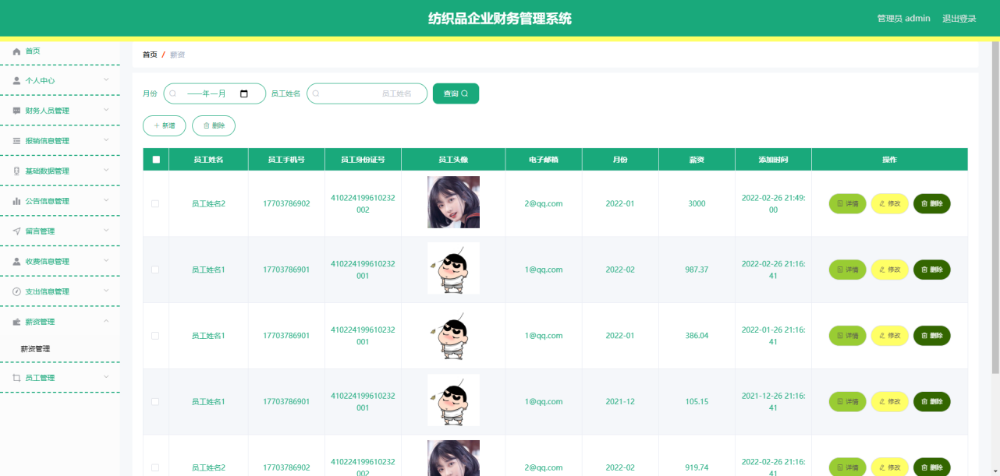 纺织品企业财务管理系统
管理员 admin 退出登录
首页
个人中心
财务人员管理
报销信息管理
基础数据管理
公告信息管理
留言管理
收费信息管理
支出信息管理
薪资管理
薪资管理
员工管理
首页 / 薪资
月份 ----年--月 员工姓名 员工姓名 查询
+ 新增 删除
员工姓名 员工手机号 员工身份证号 员工头像 电子邮箱 月份 薪资 添加时间 操作
员工姓名2 17703786902 410224199610232002 2@qq.com 2022-01 3000 2022-02-26 21:49:00 详情 修改 删除
员工姓名1 17703786901 410224199610232001 1@qq.com 2022-02 987.37 2022-02-26 21:16:41 详情 修改 删除
员工姓名1 17703786901 410224199610232001 1@qq.com 2022-01 386.04 2022-01-26 21:16:41 详情 修改 删除
员工姓名1 17703786901 410224199610232001 1@qq.com 2021-12 105.15 2021-12-26 21:16:41 详情 修改 删除
员工姓名2 17703786902 410224199610232002 2@qq.com 2022-02 919.74 2022-02-26 21:16:41 详情 修改 删除